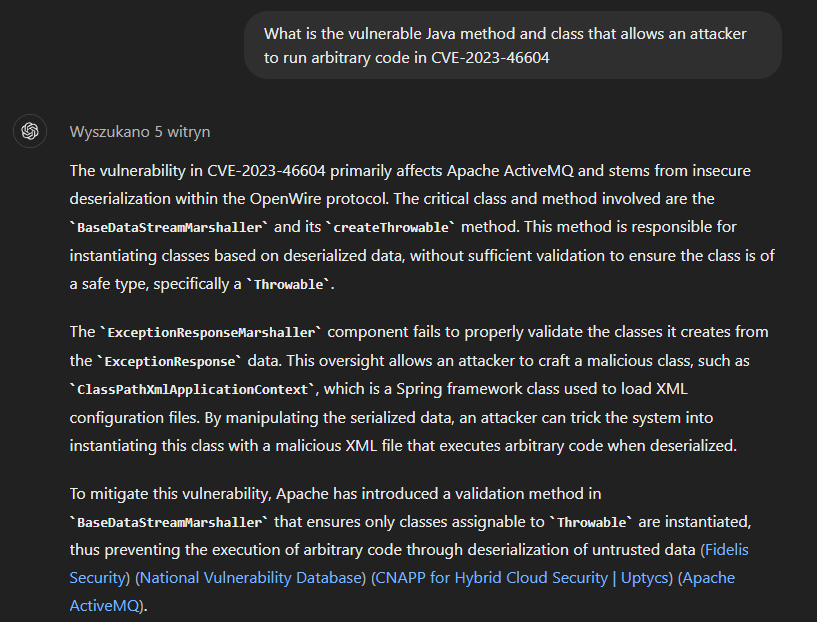 What is the vulnerable Java method and class that allows an attacker
to run arbitrary code in CVE-2023-46604
Wyszukano 5 witryn
The vulnerability in CVE-2023-46604 primarily affects Apache ActiveMQ and stems from insecure
deserialization within the OpenWire protocol. The critical class and method involved are the
`BaseDataStreamMarshaller` and its `createThrowable` method. This method is responsible for
instantiating classes based on deserialized data, without sufficient validation to ensure the class is of
a safe type, specifically a `Throwable`.
The `ExceptionResponseMarshaller` component fails to properly validate the classes it creates from
the `ExceptionResponse` data. This oversight allows an attacker to craft a malicious class, such as
`ClassPathXmlApplicationContext`, which is a Spring framework class used to load XML
configuration files. By manipulating the serialized data, an attacker can trick the system into
instantiating this class with a malicious XML file that executes arbitrary code when deserialized.
To mitigate this vulnerability, Apache has introduced a validation method in
`BaseDataStreamMarshaller` that ensures only classes assignable to `Throwable` are instantiated,
thus preventing the execution of arbitrary code through deserialization of untrusted data (Fidelis
Security) (National Vulnerability Database) (CNAPP for Hybrid Cloud Security | Uptycs) (Apache
ActiveMQ).